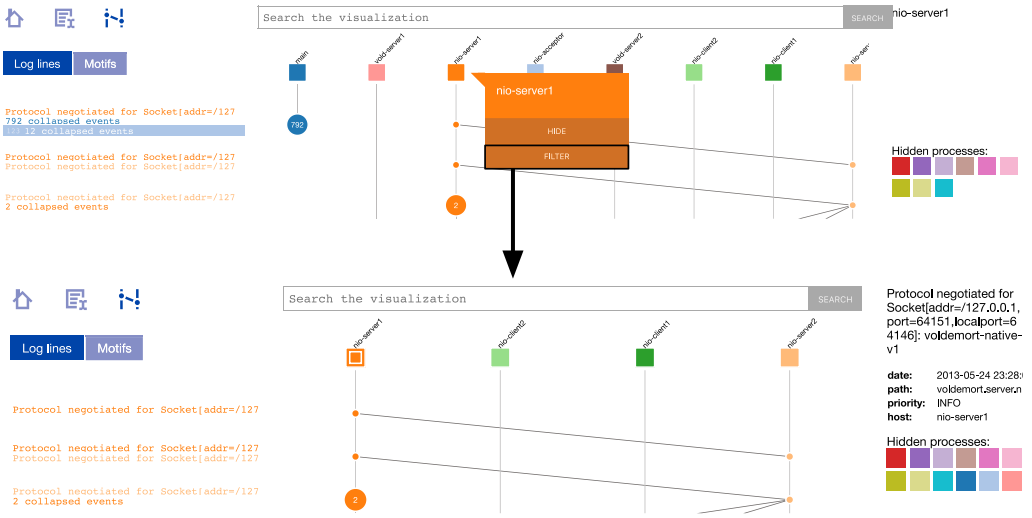 Search the visualization
SEARCH
nio-server1
Log lines
Motifs
main
void-server1
nio-server1
nio-acceptor
void-server2
nio-client2
nio-client1
nio-ser
Protocol negotiated for Socket[addr=/127
792 collapsed events
123 12 collapsed events
Protocol negotiated for Socket[addr=/127
Protocol negotiated for Socket[addr=/127
Protocol negotiated for Socket[addr=/127
2 collapsed events
792
nio-server1
HIDE
FILTER
2
Hidden processes:
Search the visualization
SEARCH
Log lines
Motifs
nio-server1
nio-client2
nio-client1
nio-server2
Protocol negotiated for Socket[addr=/127
Protocol negotiated for Socket[addr=/127
Protocol negotiated for Socket[addr=/127
Protocol negotiated for Socket[addr=/127
2 collapsed events
2
Protocol negotiated for
Socket[addr=/127.0.0.1,
port=64151,localport=6
4146]: voldemort-native-
v1
date: 2013-05-24 23:28:
path: voldemort.server.n
priority: INFO
host: nio-server1
Hidden processes: